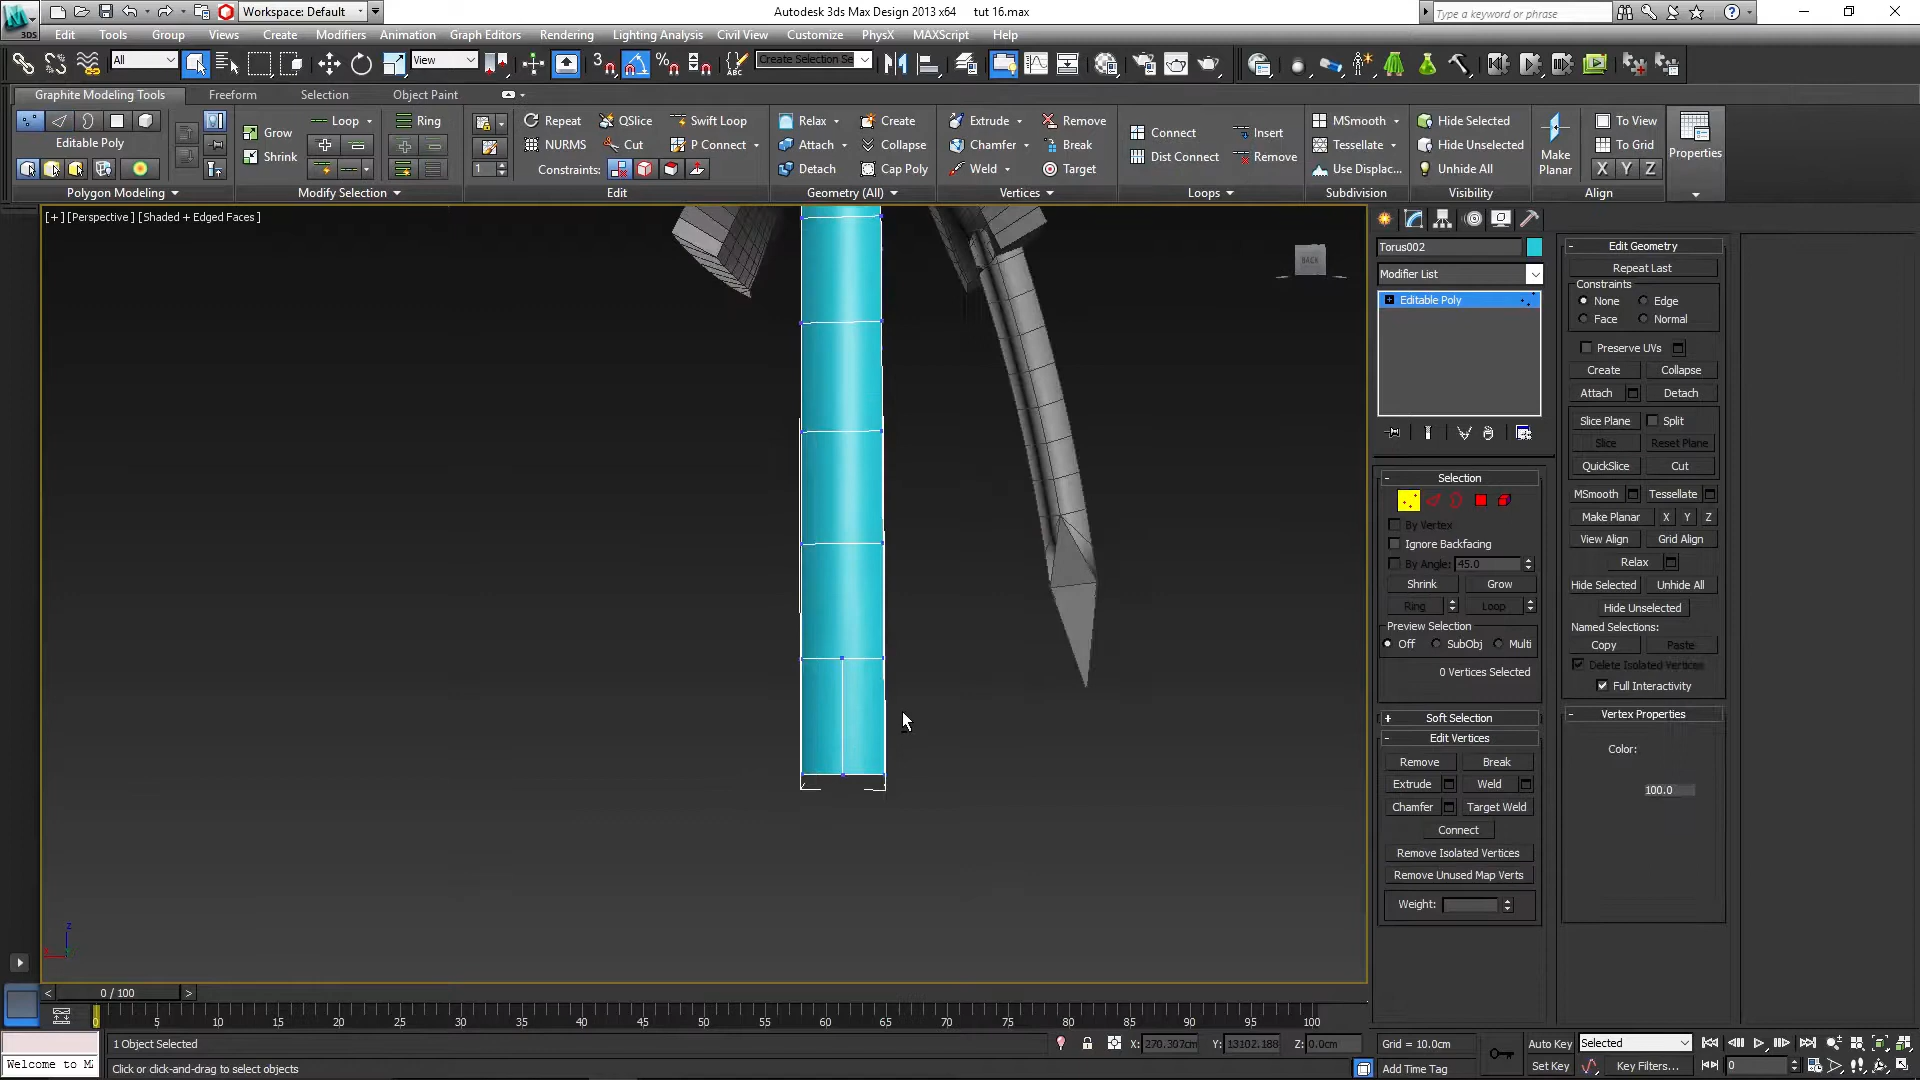 Workspace: Default
Autodesk 3ds Max Design 2013 x64 tut 16.max
Type a keyword or phrase
3DS
Edit Tools Group Views Create Modifiers Animation Graph Editors Rendering Lighting Analysis Civil View Customize PhysX MAXScript Help
All View Create Selection Se
Graphite Modeling Tools Freeform Selection Object Paint
Editable Poly
Grow Loop Ring
Shrink
Repeat QSlice Swift Loop
NURMS Cut P Connect
1 Constraints:
Relax Create
Attach Collapse
Detach Cap Poly
Extrude Remove
Chamfer Break
Weld Target
Connect Insert
Dist Connect Remove
MSmooth
Tessellate
Use Displac...
Hide Selected
Hide Unselected
Unhide All
Make Planar
To View
To Grid
X Y Z
Properties
Polygon Modeling Modify Selection Edit Geometry (All) Vertices Loops Subdivision Visibility Align
[+] [Perspective] [Shaded + Edged Faces]
BACK
Torus002
Modifier List
Editable Poly
Selection
By Vertex
Ignore Backfacing
By Angle: 45.0
Shrink Grow
Ring Loop
Preview Selection
Off SubObj Multi
0 Vertices Selected
Soft Selection
Edit Vertices
Remove Break
Extrude Weld
Chamfer Target Weld
Connect
Remove Isolated Vertices
Remove Unused Map Verts
Weight:
Edit Geometry
Repeat Last
Constraints
None Edge
Face Normal
Preserve UVs
Create Collapse
Attach Detach
Slice Plane Split
Slice Reset Plane
QuickSlice Cut
MSmooth Tessellate
Make Planar X Y Z
View Align Grid Align
Relax
Hide Selected Unhide All
Hide Unselected
Named Selections:
Copy Paste
Delete Isolated Vertices
Full Interactivity
Vertex Properties
Color:
100.0
z
0 / 100
0 5 10 15 20 25 30 35 40 45 50 55 60 65 70 75 80 85 90 95 100
1 Object Selected
X: 270.307cm Y: 13102.188 Z: 0.0cm Grid = 10.0cm
Auto Key Selected
Welcome to M
Click or click-and-drag to select objects
Add Time Tag
Set Key Key Filters... 0